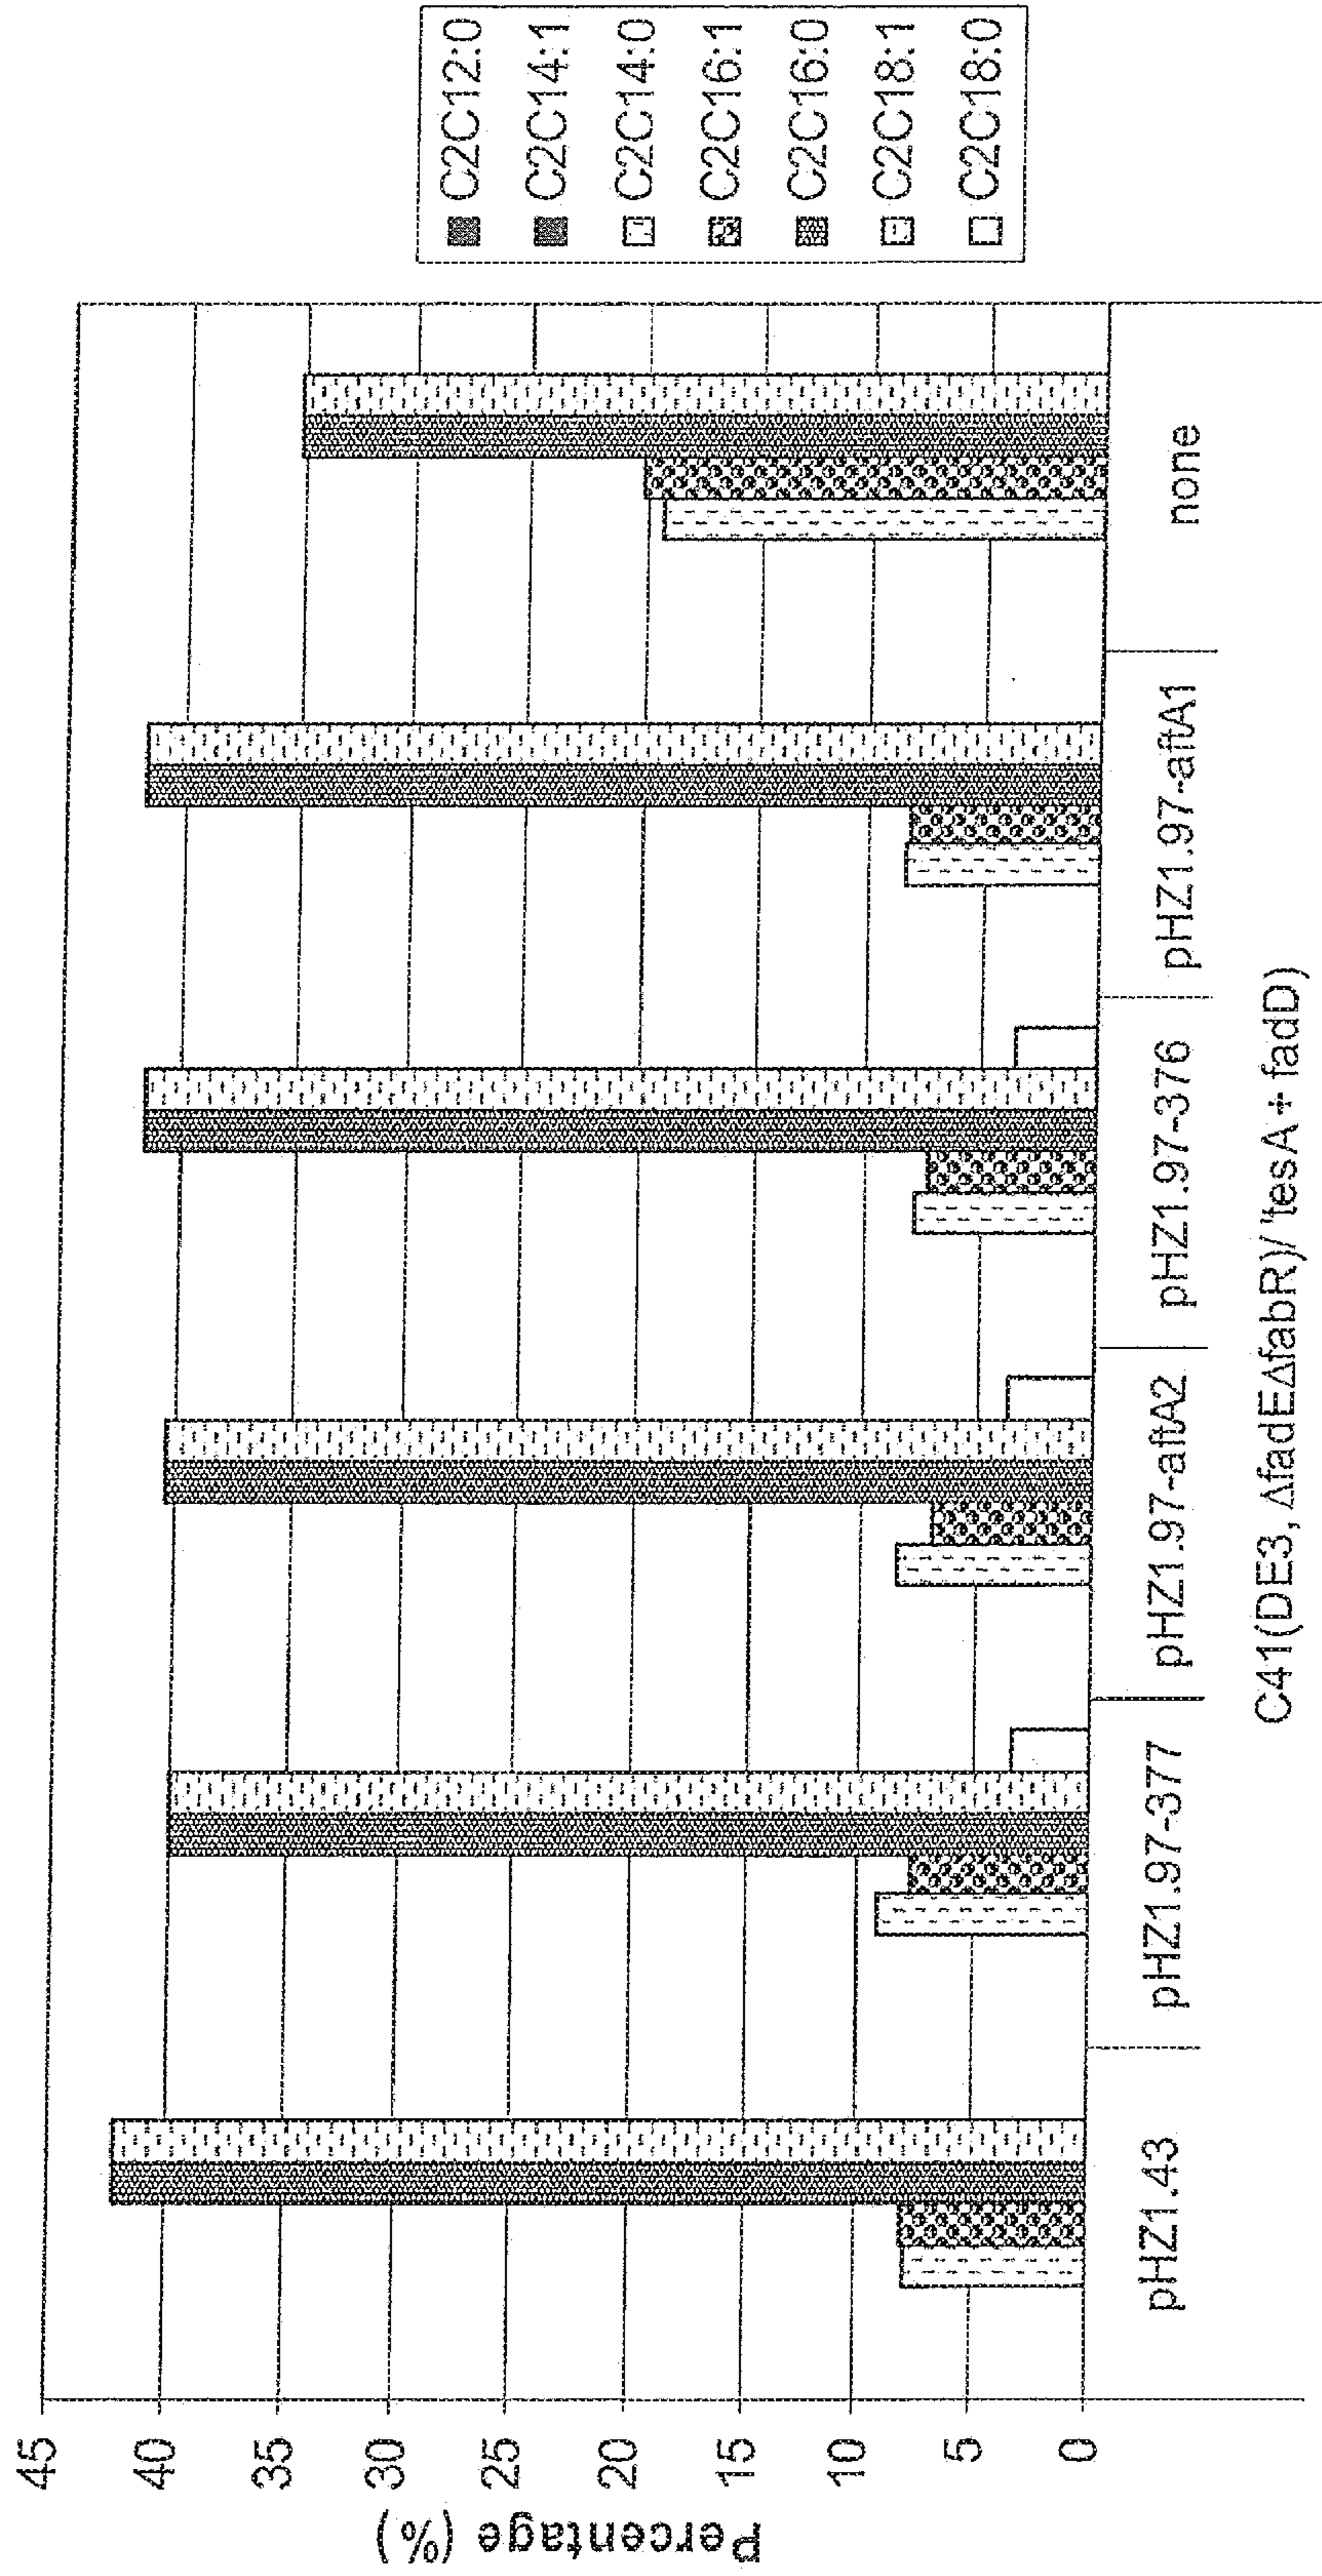 Percentage (%)
45
40
35
30
25
20
15
10
5
0
pHZ1.43
pHZ1.97-377
pHZ1.97-aftA2
pHZ1.97-376
pHZ1.97-aftA1
none
C41(DE3, ΔfadEΔfabR)/ 'tesA + fadD)
C2C12:0
C2C14:1
C2C14:0
C2C16:1
C2C16:0
C2C18:1
C2C18:0